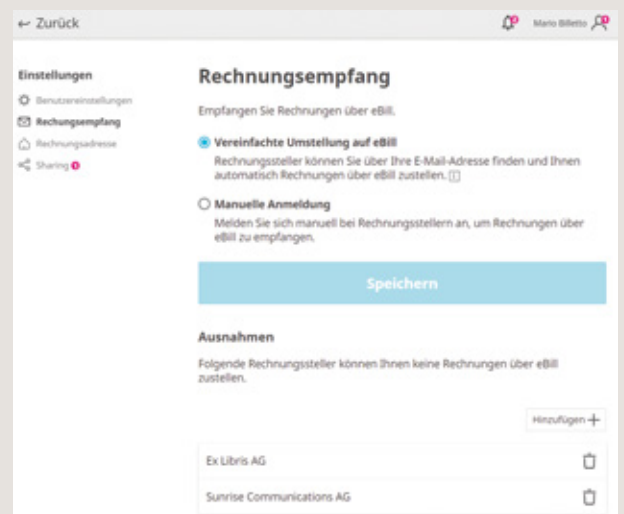 ← Zurück
Mario Billetto
Einstellungen
Benutzereinstellungen
Rechungsempfang
Rechnungsadresse
Sharing
Rechnungsempfang
Empfangen Sie Rechnungen über eBill.
Vereinfachte Umstellung auf eBill
Rechnungssteller können Sie über Ihre E-Mail-Adresse finden und Ihnen
automatisch Rechnungen über eBill zustellen.
Manuelle Anmeldung
Melden Sie sich manuell bei Rechnungsstellern an, um Rechnungen über
eBill zu empfangen.
Speichern
Ausnahmen
Folgende Rechnungssteller können Ihnen keine Rechnungen über eBill
zustellen.
Hinzufügen +
Ex Libris AG
Sunrise Communications AG